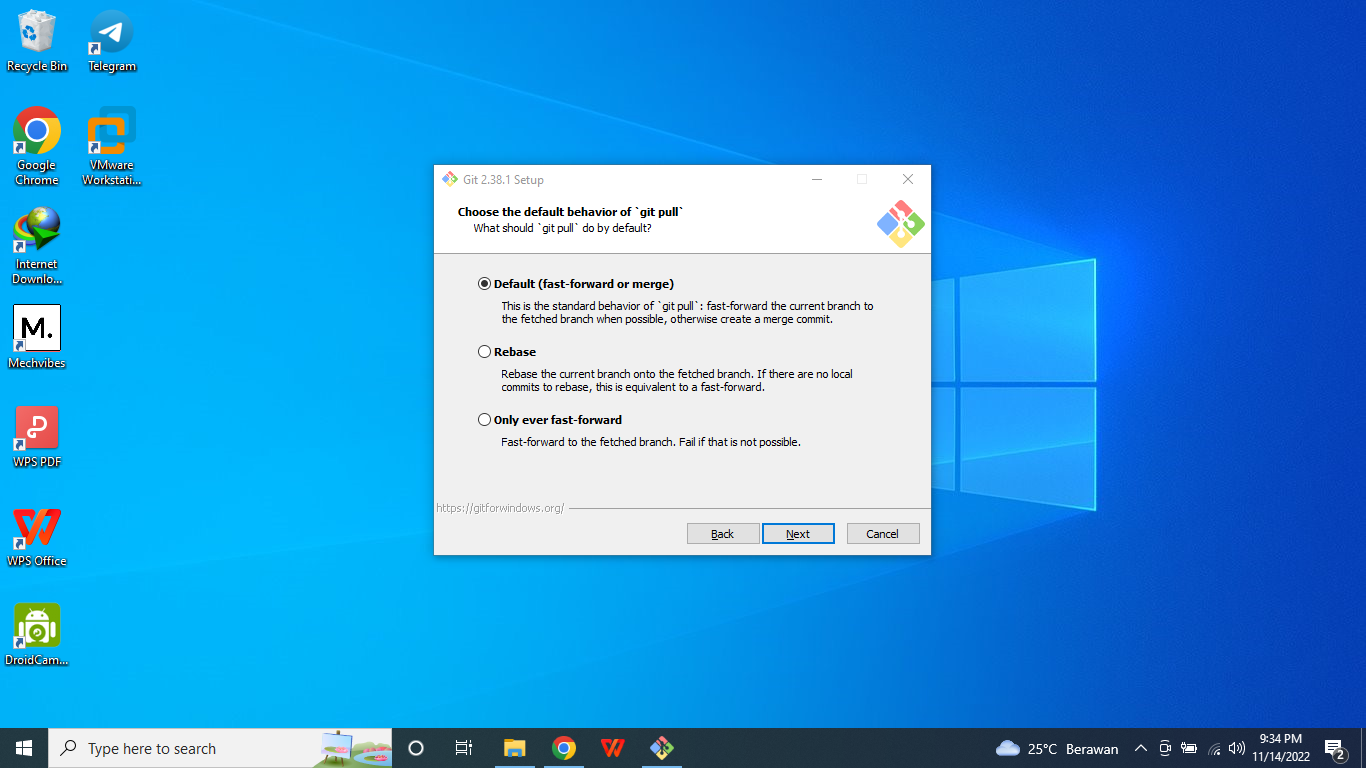 Recycle Bin
Telegram
Google
Chrome
VMware
Workstati...
Internet
Downlo...
M.
Mechvibes
WPS PDF
WPS Office
DroidCam...
Git 2.38.1 Setup
Choose the default behavior of `git pull`
What should `git pull` do by default?
Default (fast-forward or merge)
This is the standard behavior of `git pull`: fast-forward the current branch to
the fetched branch when possible, otherwise create a merge commit.
Rebase
Rebase the current branch onto the fetched branch. If there are no local
commits to rebase, this is equivalent to a fast-forward.
Only ever fast-forward
Fast-forward to the fetched branch. Fail if that is not possible.
https://gitforwindows.org/
Back
Next
Cancel
Type here to search
25°C Berawan
9:34 PM
11/14/2022
2